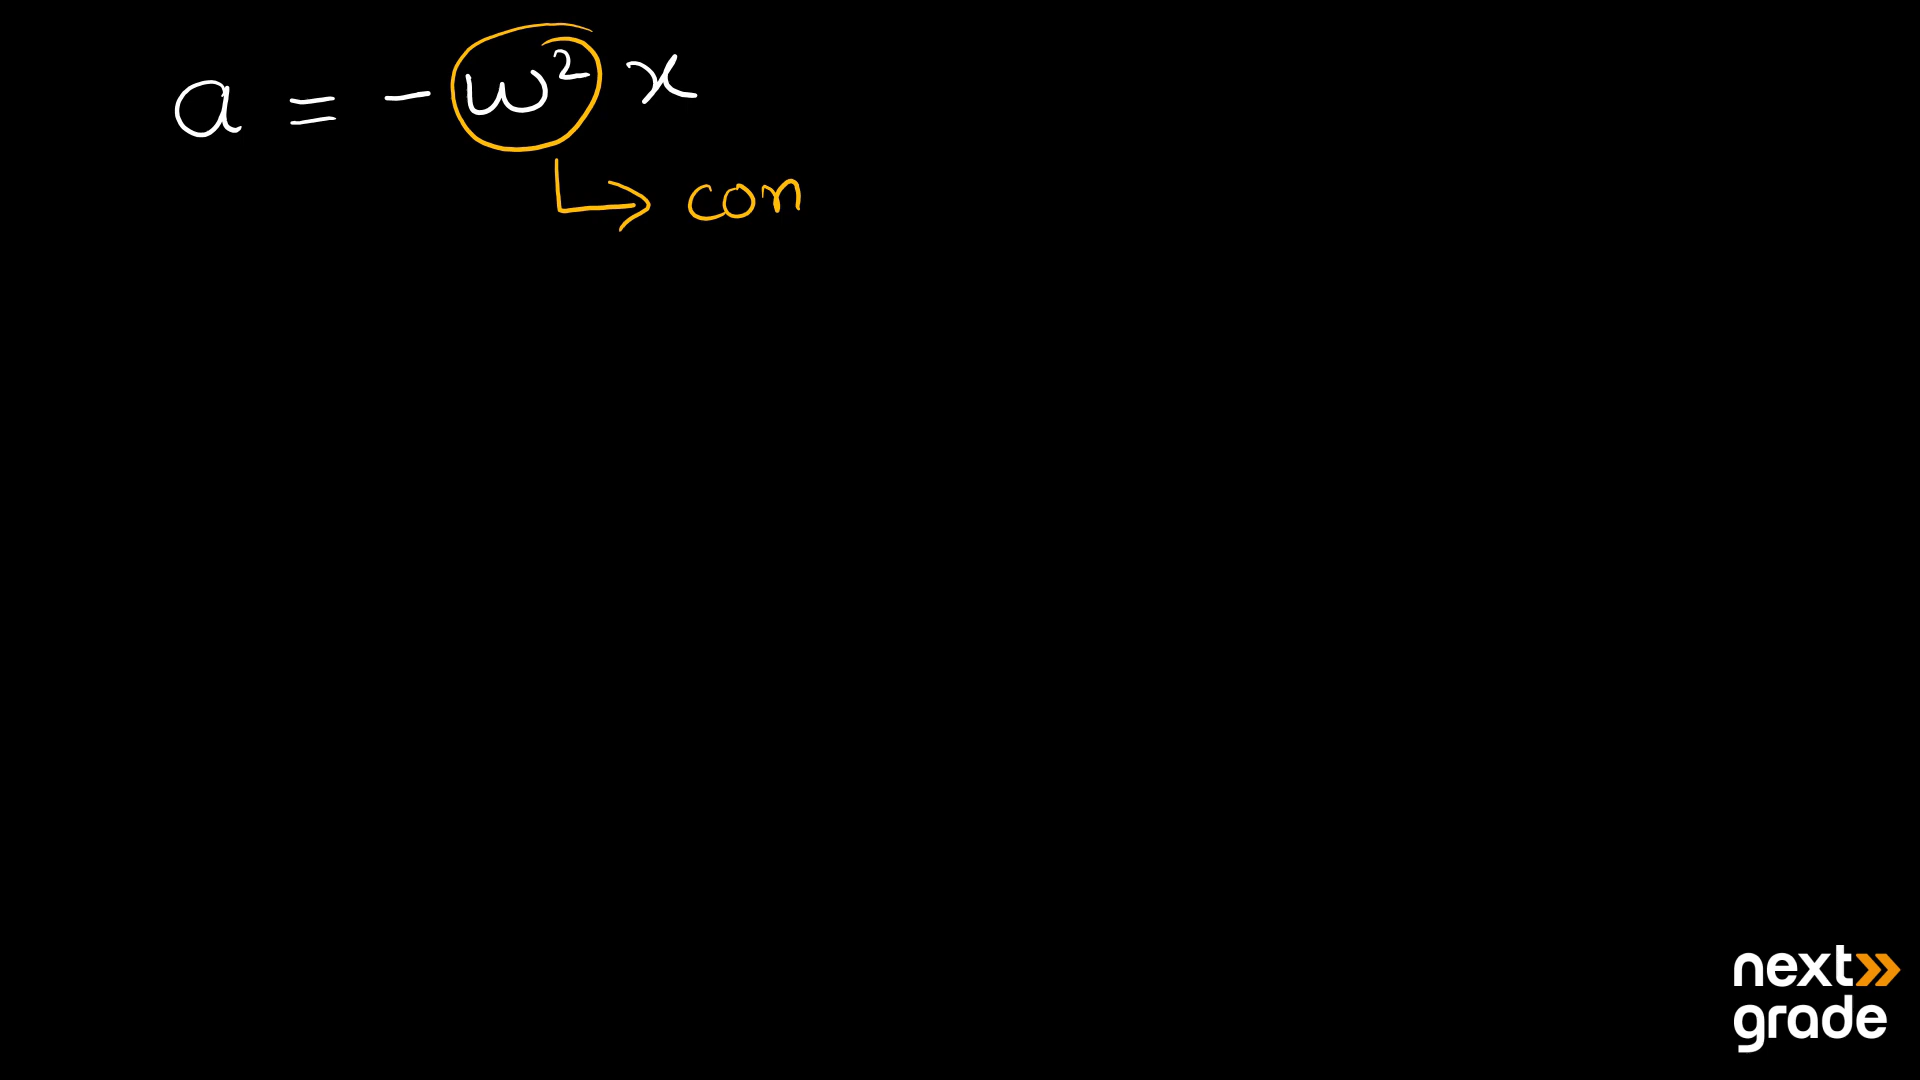 a = - ω² x
con
next
grade